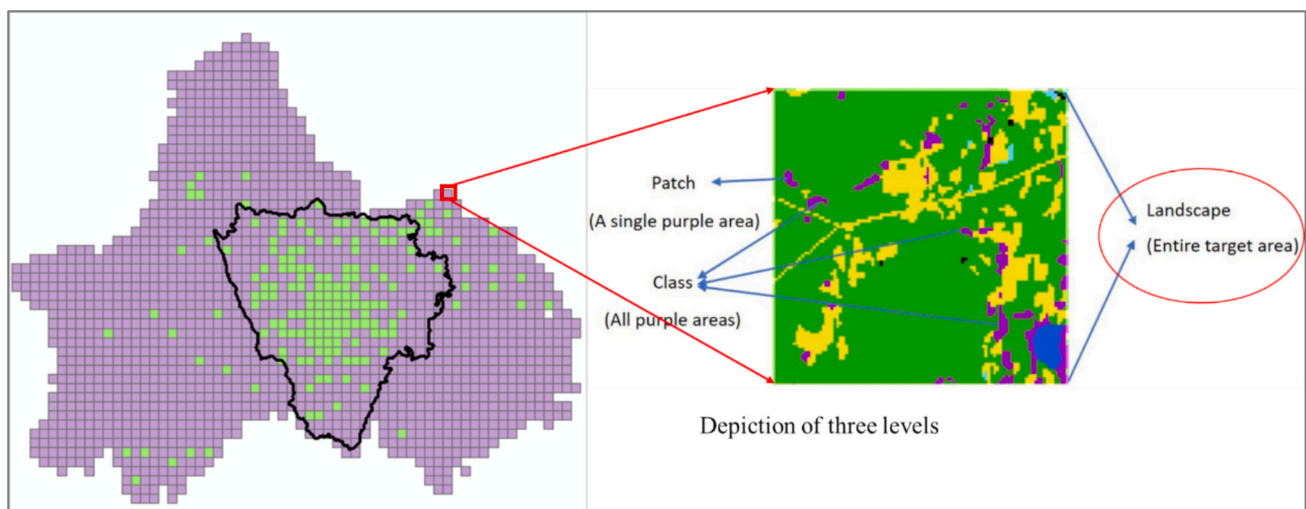 Patch
(A single purple area)
Class
(All purple areas)
Landscape
(Entire target area)
Depiction of three levels